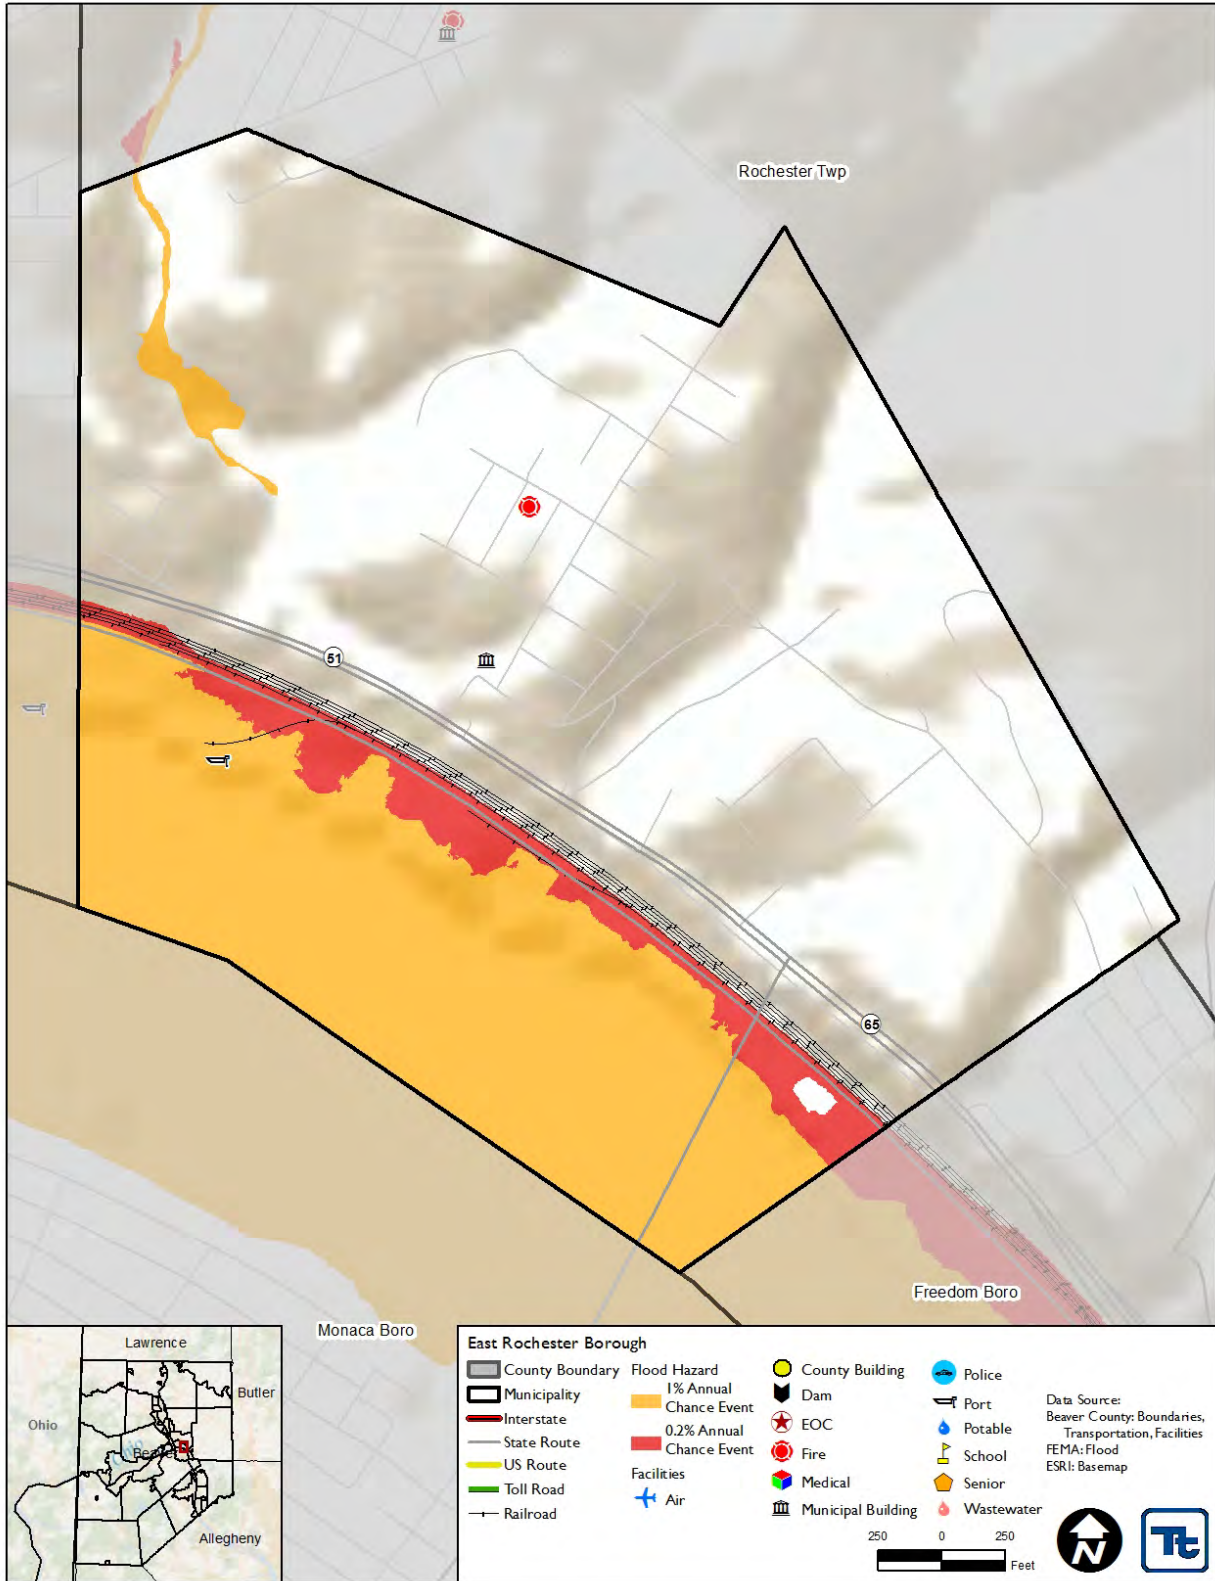 Rochester Twp
51
65
Freedom Boro
Monaca Boro
Lawrence
Butler
Ohio
Ohio
Beaver
Allegheny
East Rochester Borough
County Boundary
Municipality
Interstate
State Route
US Route
Toll Road
Railroad
Flood Hazard
1% Annual
Chance Event
0.2% Annual
Chance Event
Facilities
Air
County Building
Dam
EOC
Fire
Medical
Municipal Building
Police
Port
Potable
School
Senior
Wastewater
Data Source:
Beaver County: Boundaries,
Transportation, Facilities
FEMA: Flood
ESRI: Basemap
250 0 250
Feet
N
Tt